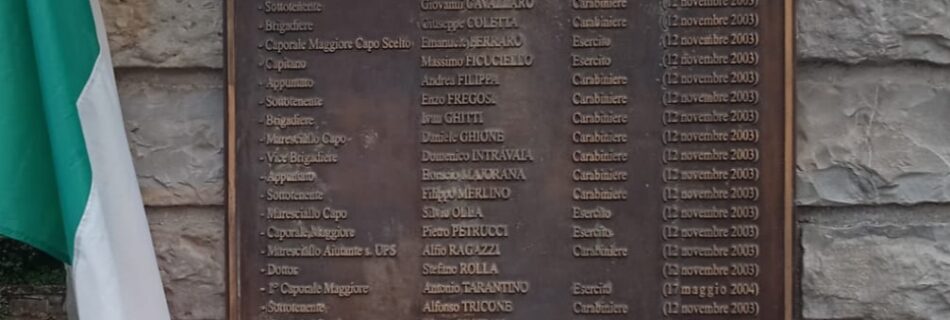 - Sottotenente Giovanni CAVALLARO Carabiniere (12 novembre 2003)
- Brigadiere Giuseppe COLETTA Carabiniere (12 novembre 2003)
- Caporale Maggiore Capo Scelto Emanuele FERRARO Esercito (12 novembre 2003)
- Capitano Massimo FICUCIELLO Esercito (12 novembre 2003)
- Appuntato Andrea FILIPPA Carabiniere (12 novembre 2003)
- Sottotenente Enzo FREGOSI Carabiniere (12 novembre 2003)
- Brigadiere Ivan GHITTI Carabiniere (12 novembre 2003)
- Maresciallo Capo Daniele GHIONE Carabiniere (12 novembre 2003)
- Vice Brigadiere Domenico INTRAVAIA Carabiniere (12 novembre 2003)
- Appuntato Horacio MAJORANA Carabiniere (12 novembre 2003)
- Sottotenente Filippo MERLINO Carabiniere (12 novembre 2003)
- Maresciallo Capo Silvio OLLA Esercito (12 novembre 2003)
- Caporale Maggiore Pietro PETRUCCI Esercito (12 novembre 2003)
- Maresciallo Aiutante s. UPS Alfio RAGAZZI Carabiniere (12 novembre 2003)
- Dottor Stefano ROLLA (12 novembre 2003)
- 1° Caporale Maggiore Antonio TARANTINO Esercito (17 maggio 2004)
- Sottotenente Alfonso TRICONE Carabiniere (12 novembre 2003)